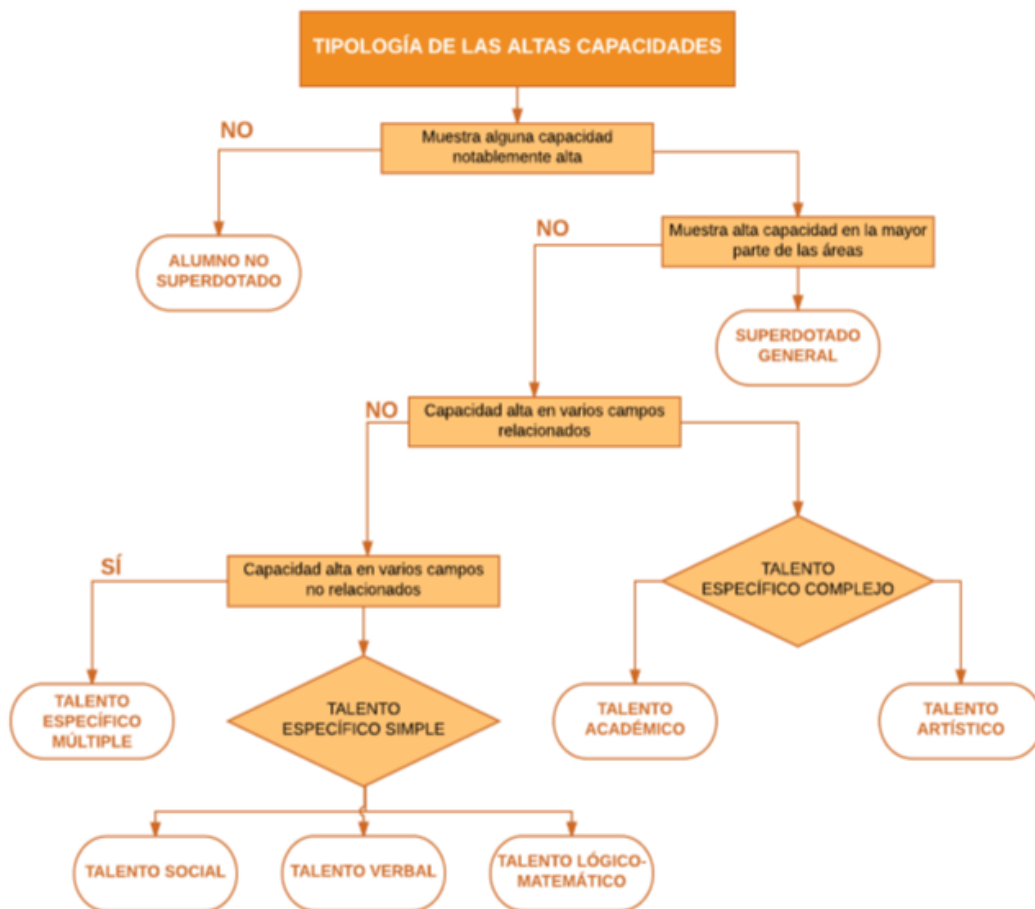 TIPOLOGÍA DE LAS ALTAS CAPACIDADES
NO
Muestra alguna capacidad
notablemente alta
NO
Muestra alta capacidad en la mayor
parte de las áreas
ALUMNO NO
SUPERDOTADO
SUPERDOTADO
GENERAL
NO
Capacidad alta en varios campos
relacionados
SÍ
Capacidad alta en varios campos
no relacionados
TALENTO
ESPECÍFICO COMPLEJO
TALENTO
ESPECÍFICO
MÚLTIPLE
TALENTO
ESPECÍFICO SIMPLE
TALENTO
ACADÉMICO
TALENTO
ARTÍSTICO
TALENTO SOCIAL
TALENTO VERBAL
TALENTO LÓGICO-
MATEMÁTICO